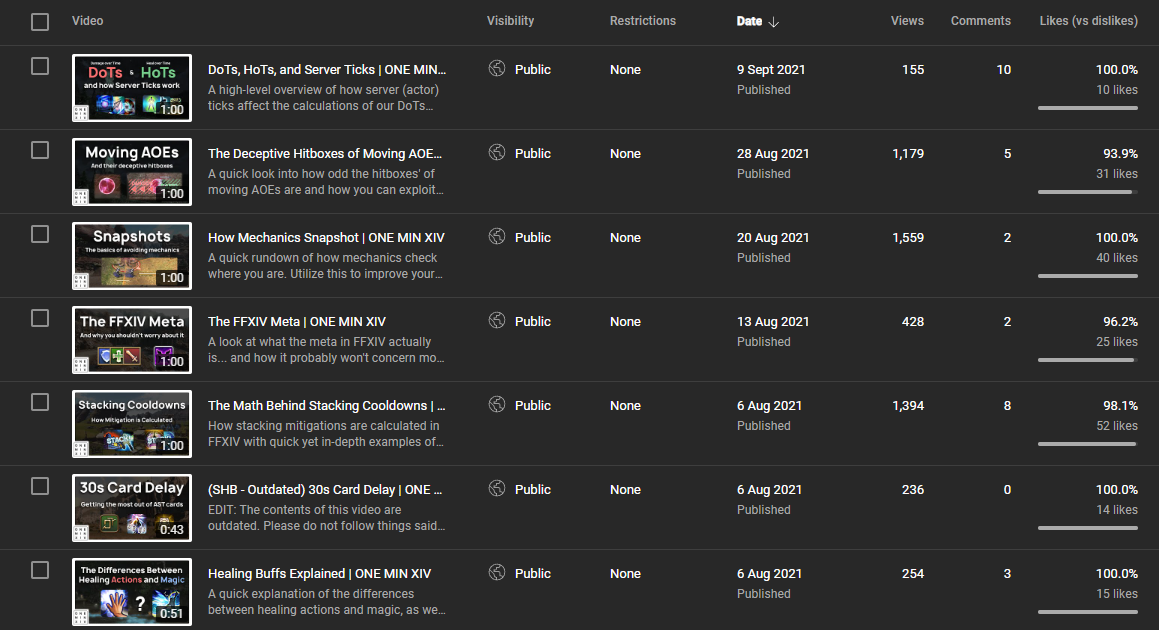 Video Visibility Restrictions Date Views Comments Likes (vs dislikes)
Damage over Time Heal over Time
DoTs & HoTs
and how Server Ticks work
1:00
DoTs, HoTs, and Server Ticks | ONE MIN…
A high-level overview of how server (actor)
ticks affect the calculations of our DoTs…
Public
None
9 Sept 2021
Published
155
10
100.0%
10 likes
Moving AOEs
And their deceptive hitboxes
1:00
The Deceptive Hitboxes of Moving AOE…
A quick look into how odd the hitboxes' of
moving AOEs are and how you can exploit…
Public
None
28 Aug 2021
Published
1,179
5
93.9%
31 likes
Snapshots
The basics of avoiding mechanics
1:00
How Mechanics Snapshot | ONE MIN XIV
A quick rundown of how mechanics check
where you are. Utilize this to improve your…
Public
None
20 Aug 2021
Published
1,559
2
100.0%
40 likes
The FFXIV Meta
And why you shouldn't worry about it
1:00
The FFXIV Meta | ONE MIN XIV
A look at what the meta in FFXIV actually
is... and how it probably won't concern mo…
Public
None
13 Aug 2021
Published
428
2
96.2%
25 likes
Stacking Cooldowns
How Mitigation is Calculated
1:00
The Math Behind Stacking Cooldowns | …
How stacking mitigations are calculated in
FFXIV with quick yet in-depth examples of…
Public
None
6 Aug 2021
Published
1,394
8
98.1%
52 likes
30s Card Delay
Getting the most out of AST cards
0:43
(SHB - Outdated) 30s Card Delay | ONE …
EDIT: The contents of this video are
outdated. Please do not follow things said…
Public
None
6 Aug 2021
Published
236
0
100.0%
14 likes
The Differences Between
Healing Actions and Magic
?
0:51
Healing Buffs Explained | ONE MIN XIV
A quick explanation of the differences
between healing actions and magic, as we…
Public
None
6 Aug 2021
Published
254
3
100.0%
15 likes